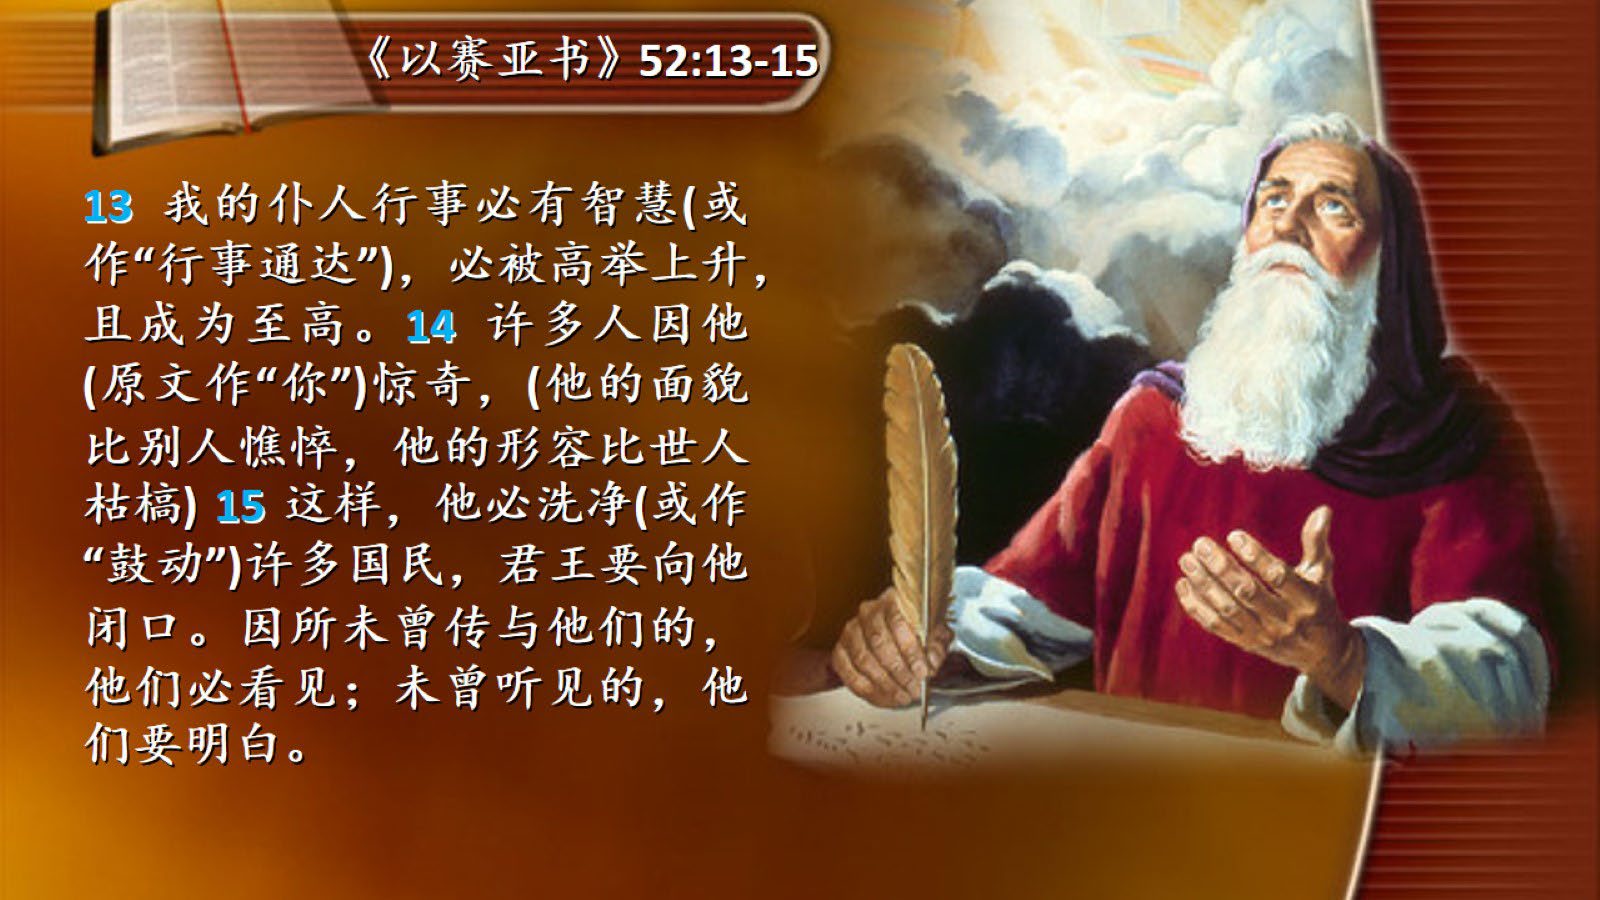 《以赛亚书》52:13-15
13 我的仆人行事必有智慧(或
作“行事通达”)，必被高举上升，
且成为至高。14 许多人因他
(原文作“你”)惊奇，(他的面貌
比别人憔悴，他的形容比世人
枯槁) 15 这样，他必洗净(或作
“鼓动”)许多国民，君王要向他
闭口。因所未曾传与他们的，
他们必看见；未曾听见的，他
们要明白。